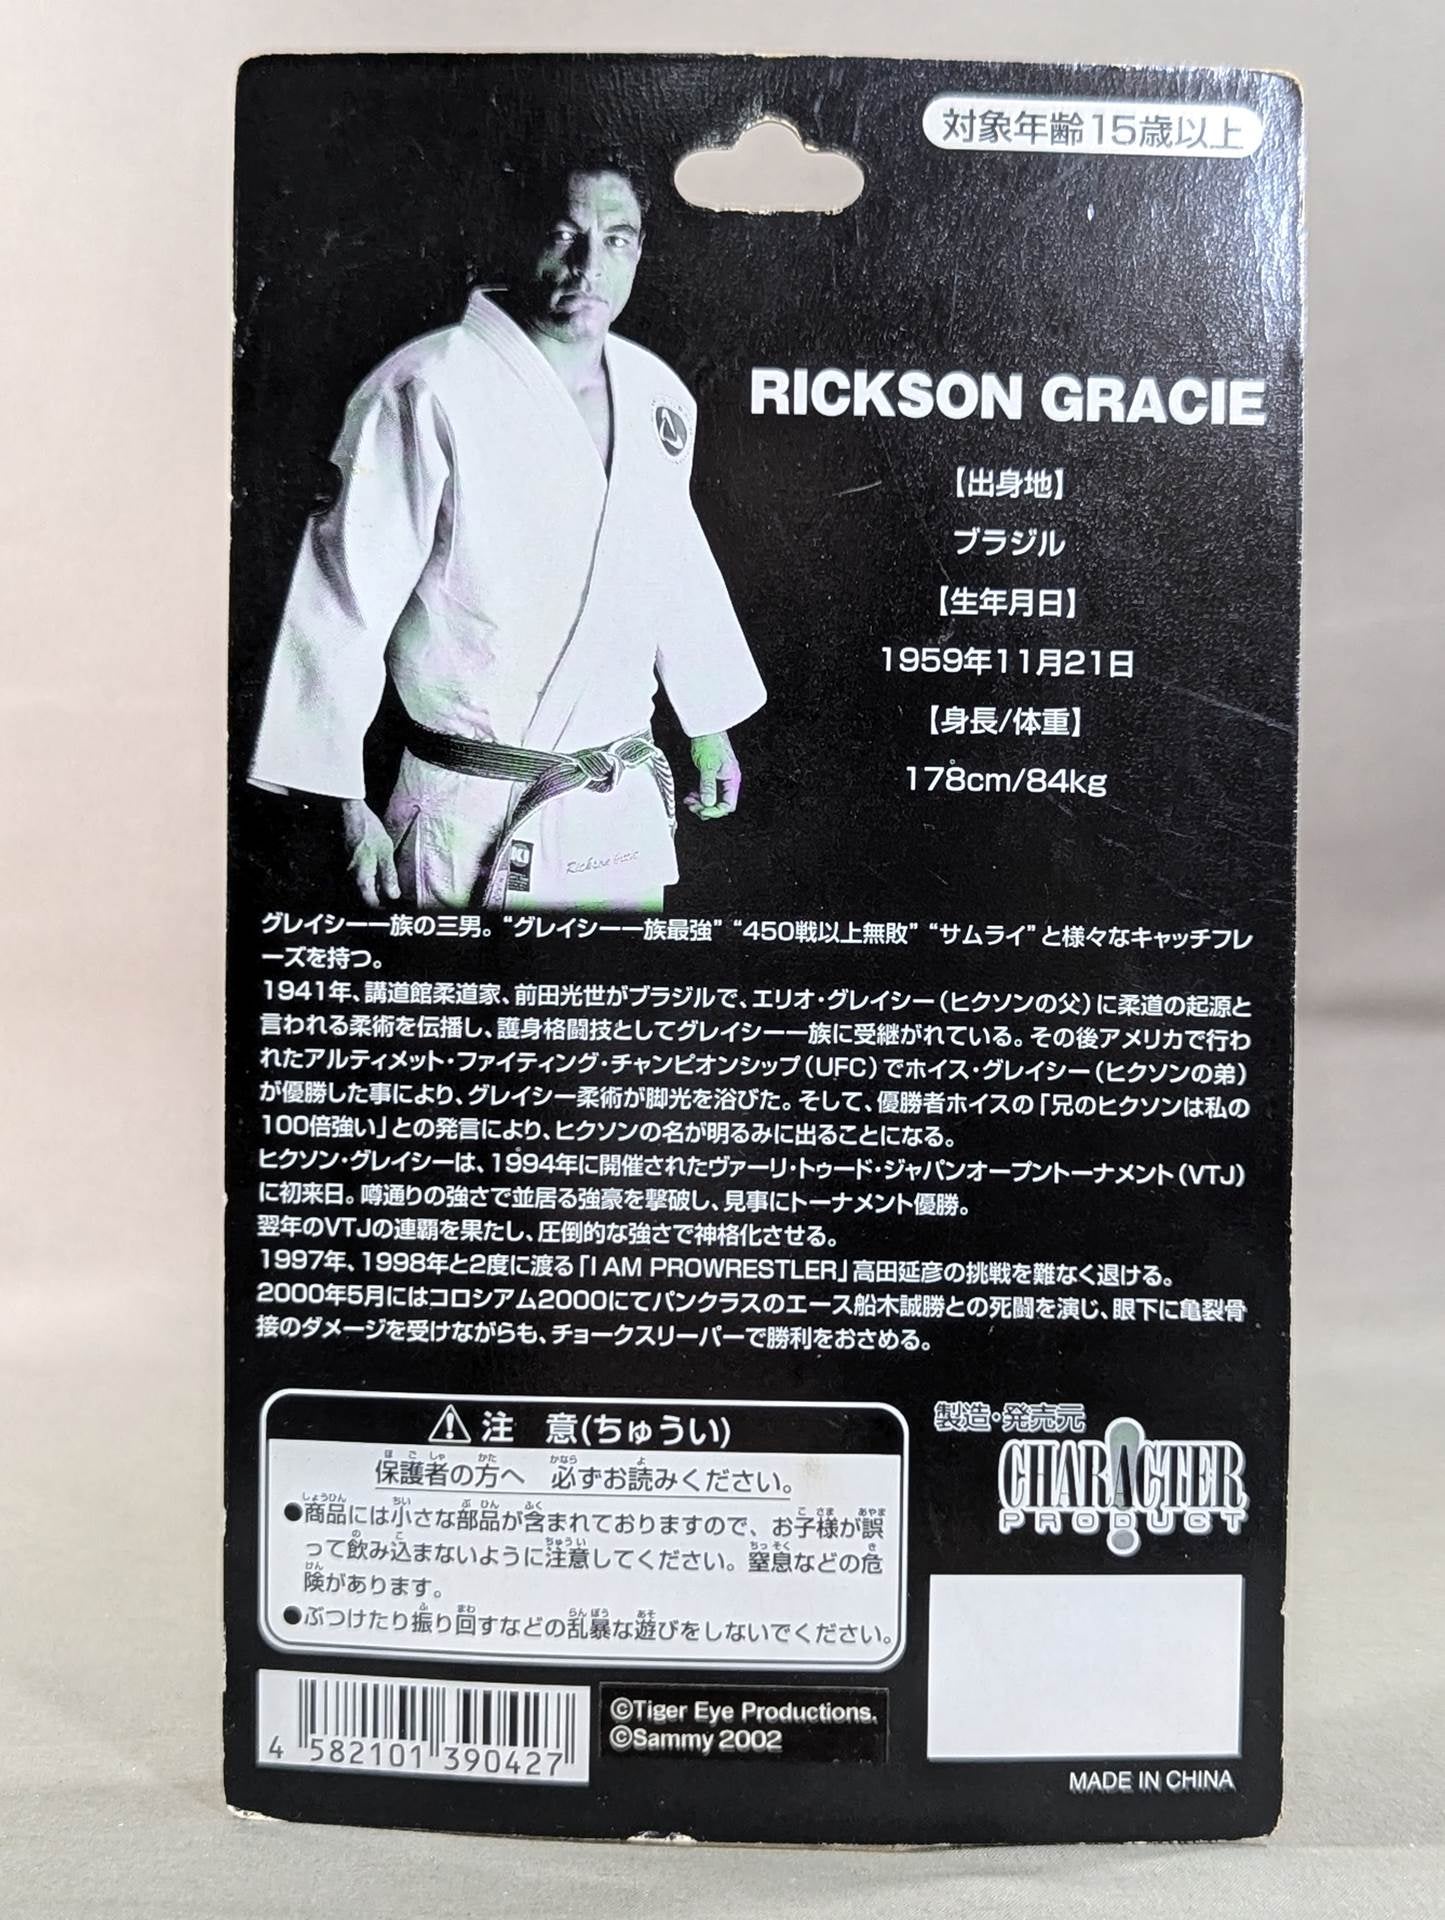 対象年齢15歳以上
RICKSON GRACIE
【出身地】
ブラジル
【生年月日】
1959年11月21日
【身長/体重】
178cm/84kg
グレイシー一族の三男。“グレイシー一族最強”“450戦以上無敗”“サムライ”と様々なキャッチフレ
ーズを持つ。
1941年、講道館柔道家、前田光世がブラジルで、エリオ・グレイシー(ヒクソンの父)に柔道の起源と
言われる柔術を伝播し、護身格闘技としてグレイシー一族に受継がれている。その後アメリカで行わ
れたアルティメット・ファイティング・チャンピオンシップ(UFC)でホイス・グレイシー(ヒクソンの弟)
が優勝した事により、グレイシー柔術が脚光を浴びた。そして、優勝者ホイスの「兄のヒクソンは私の
100倍強い」との発言により、ヒクソンの名が明るみに出ることになる。
ヒクソン・グレイシーは、1994年に開催されたヴァーリ・トゥード・ジャパンオープントーナメント(VTJ)
に初来日。噂通りの強さで並居る強豪を撃破し、見事にトーナメント優勝。
翌年のVTJの連覇を果たし、圧倒的な強さで神格化させる。
1997年、1998年と2度に渡る「I AM PROWRESTLER」高田延彦の挑戦を難なく退ける。
2000年5月にはコロシアム2000にてパンクラスのエース船木誠勝との死闘を演じ、眼下に亀裂骨
接のダメージを受けながらも、チョークスリーパーで勝利をおさめる。
注 意(ちゅうい)
保護者の方へ 必ずお読みください。
●商品には小さな部品が含まれておりますので、お子様が誤
って飲み込まないように注意してください。窒息などの危
険があります。
●ぶつけたり振り回すなどの乱暴な遊びをしないでください。
製造・発売元
CHARACTER
PRODUCT
4 582101 390427
©Tiger Eye Productions.
©Sammy 2002
MADE IN CHINA